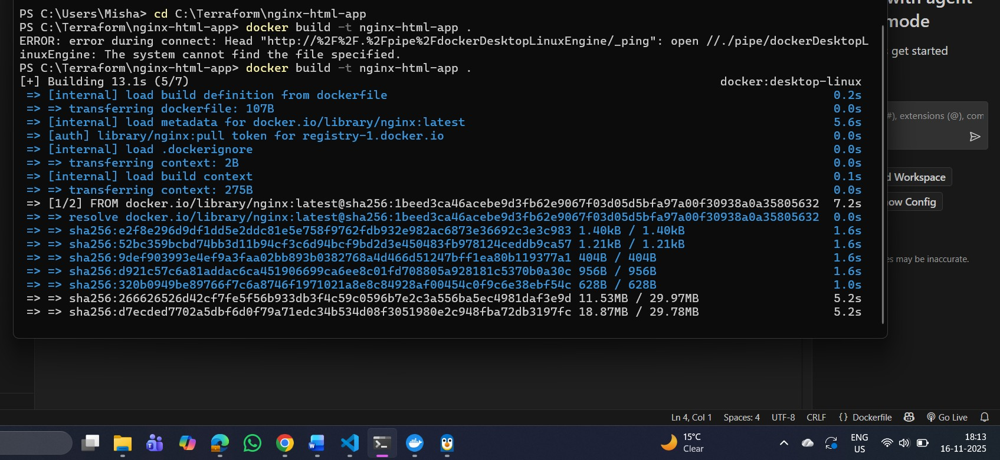 PS C:\Users\Misha> cd C:\Terraform\nginx-html-app
PS C:\Terraform\nginx-html-app> docker build -t nginx-html-app .
ERROR: error during connect: Head "http://%2F%2F.%2Fpipe%2FdockerDesktopLinuxEngine/_ping": open //./pipe/dockerDesktopL
inuxEngine: The system cannot find the file specified.
PS C:\Terraform\nginx-html-app> docker build -t nginx-html-app .
[+] Building 13.1s (5/7) docker:desktop-linux
=> [internal] load build definition from dockerfile 0.2s
=> => transferring dockerfile: 107B 0.0s
=> [internal] load metadata for docker.io/library/nginx:latest 5.6s
=> [auth] library/nginx:pull token for registry-1.docker.io 0.0s
=> [internal] load .dockerignore 0.0s
=> => transferring context: 2B 0.0s
=> [internal] load build context 0.1s
=> => transferring context: 275B 0.0s
=> [1/2] FROM docker.io/library/nginx:latest@sha256:1beed3ca46acebe9d3fb62e9067f03d05d5bfa97a00f30938a0a35805632 7.2s
=> => resolve docker.io/library/nginx:latest@sha256:1beed3ca46acebe9d3fb62e9067f03d05d5bfa97a00f30938a0a35805632 0.0s
=> => sha256:e2f8e296d9df1dd5e2ddc81e5e758f9762fdb932e982ac6873e36692c3e3c983 1.40kB / 1.40kB 1.6s
=> => sha256:52bc359bcbd74bb3d11b94cf3c6d94bcf9bd2d3e450483fb978124ceddb9ca57 1.21kB / 1.21kB 1.6s
=> => sha256:9def903993e4ef9a3faa02bb893b0382768a4d466d51247bff1ea80b119377a1 404B / 404B 1.6s
=> => sha256:d921c57c6a81addac6ca451906699ca6ee8c01fd708805a928181c5370b0a30c 956B / 956B 1.6s
=> => sha256:320b0949be89766f7c6a8746f1971021a8e8c84928af00454c0f9c6e38ebf54c 628B / 628B 1.0s
=> => sha256:266626526d42cf7fe5f56b933db3f4c59c0596b7e2c3a556ba5ec4981daf3e9d 11.53MB / 29.97MB 5.2s
=> => sha256:d7ecded7702a5dbf6d0f79a71edc34b534d08f3051980e2c948fba72db3197fc 18.87MB / 29.78MB 5.2s
with agent
mode
get started
#), extensions (@), com
d Workspace
ow Config
es may be inaccurate.
Ln 4, Col 1 Spaces: 4 UTF-8 CRLF {} Dockerfile Go Live
15°C
Clear
ENG
US
18:13
16-11-2025